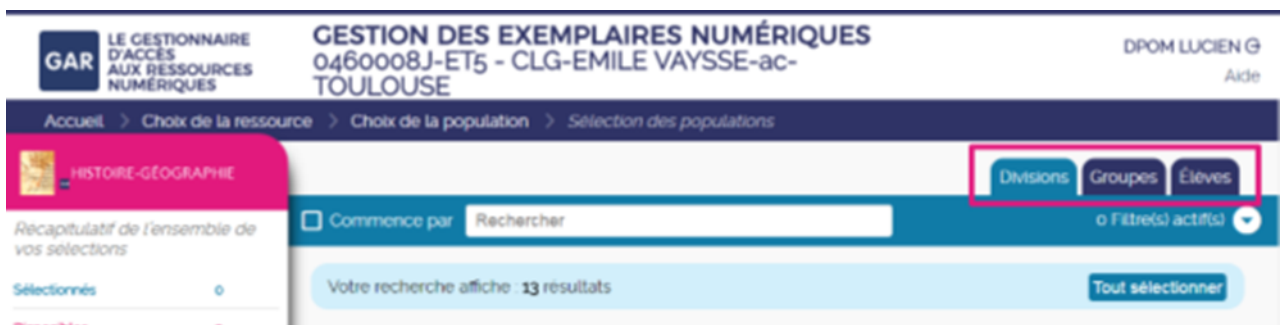 GAR
LE GESTIONNAIRE
D'ACCÈS
AUX RESSOURCES
NUMÉRIQUES
GESTION DES EXEMPLAIRES NUMÉRIQUES
0460008J-ET5 - CLG-EMILE VAYSSE-ac-
TOULOUSE
DPOM LUCIEN
Aide
Accueil > Choix de la ressource > Choix de la population > Sélection des populations
HISTOIRE-GÉOGRAPHIE
Récapitulatif de l'ensemble de
vos sélections
Sélectionnés 0
Divisions Groupes Élèves
Commence par Rechercher 0 Filtre(s) actif(s)
Votre recherche affiche : 13 résultats Tout sélectionner